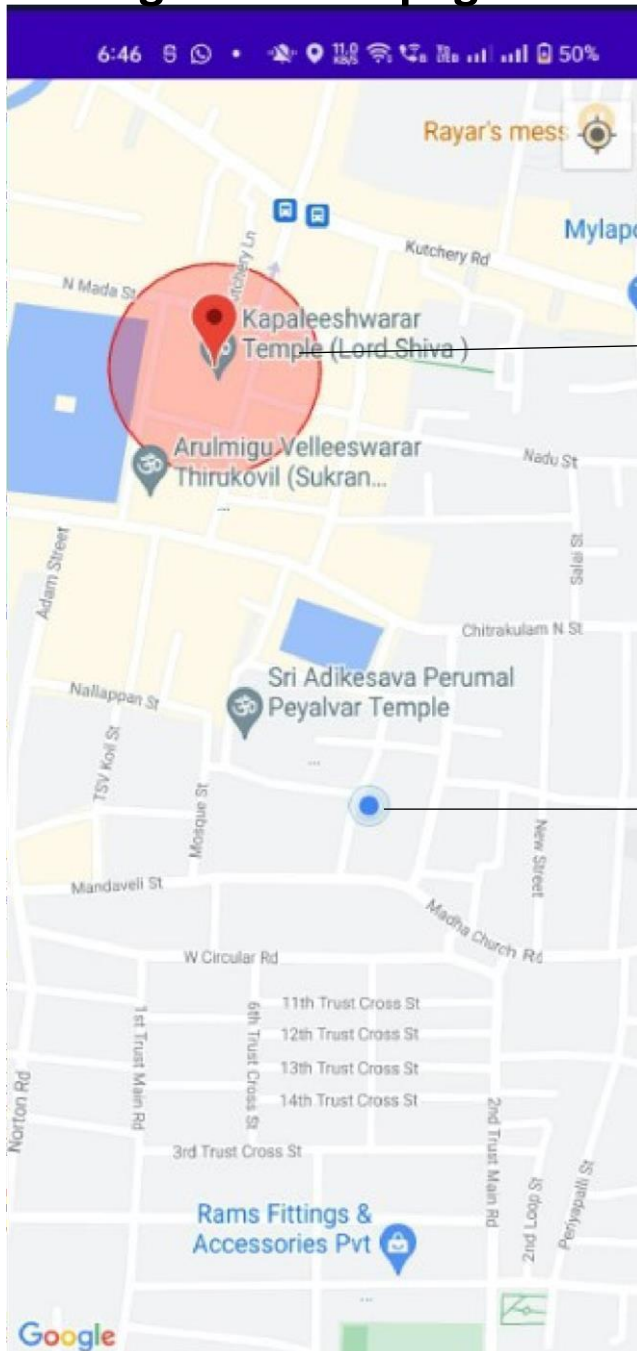 6:46
11.0
KB/S
50%
Rayar's mess
Kutchery Rd
N Mada St
Kapaleeshwarar
Temple (Lord Shiva )
Arulmigu Velleeswarar
Thirukovil (Sukran...
Nadu St
Salai St
Adam Street
Chitrakulam N St
Sri Adikesava Perumal
Peyalvar Temple
Nallappan St
TSV Koil St
Mosque St
New Street
Mandaveli St
Madha Church Rd
W Circular Rd
11th Trust Cross St
12th Trust Cross St
13th Trust Cross St
14th Trust Cross St
1st Trust Main Rd
6th Trust Cross St
Norton Rd
3rd Trust Cross St
2nd Trust Main Rd
2nd Loop St
Periyapalli St
Rams Fittings &
Accessories Pvt
Google